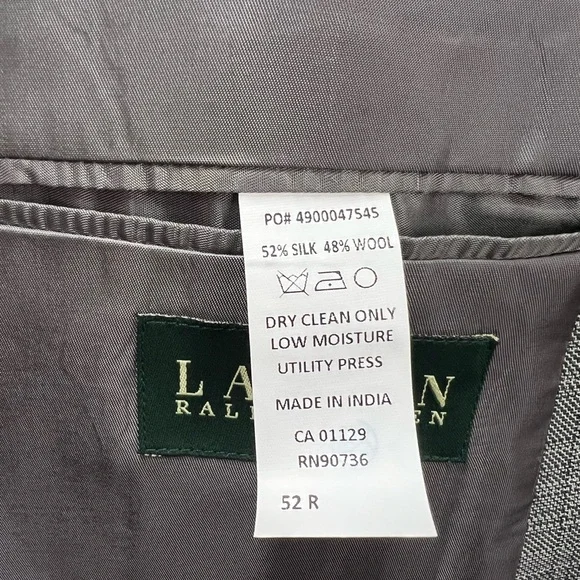 PO# 4900047545
52% SILK 48% WOOL
DRY CLEAN ONLY
LOW MOISTURE
UTILITY PRESS
MADE IN INDIA
CA 01129
RN90736
52 R